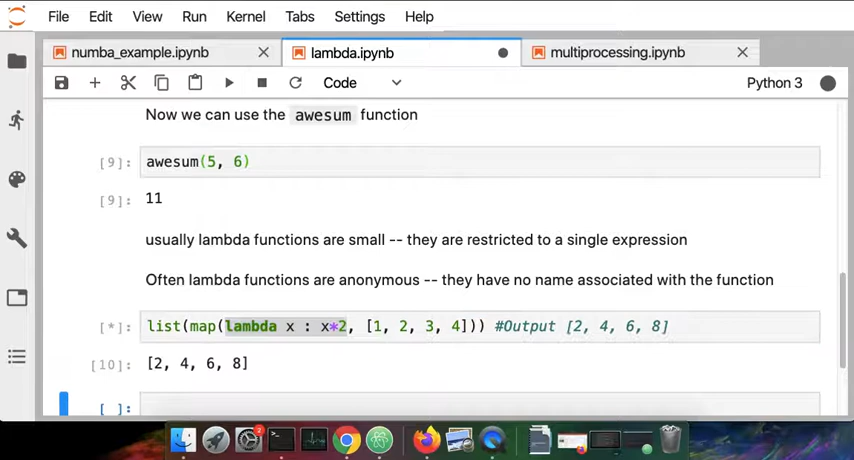 File Edit View Run Kernel Tabs Settings Help
numba_example.ipynb lambda.ipynb multiprocessing.ipynb
Code Python 3
Now we can use the awesum function
[9]: awesum(5, 6)
[9]: 11
usually lambda functions are small -- they are restricted to a single expression
Often lambda functions are anonymous -- they have no name associated with the function
[*]: list(map(lambda x : x*2, [1, 2, 3, 4])) #Output [2, 4, 6, 8]
[10]: [2, 4, 6, 8]
[ ]:
2